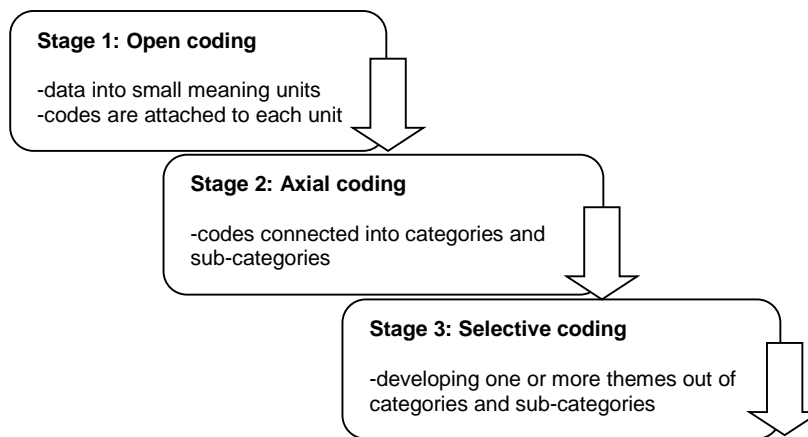 Stage 1: Open coding
-data into small meaning units
-codes are attached to each unit
Stage 2: Axial coding
-codes connected into categories and
sub-categories
Stage 3: Selective coding
-developing one or more themes out of
categories and sub-categories